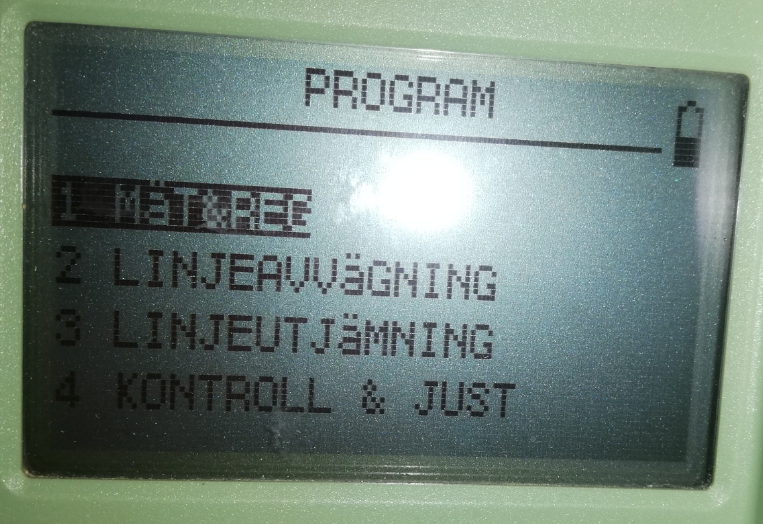 PROGRAM
1 MäT&REG
2 LINJEAVVäGNING
3 LINJEUTJäMNING
4 KONTROLL & JUST